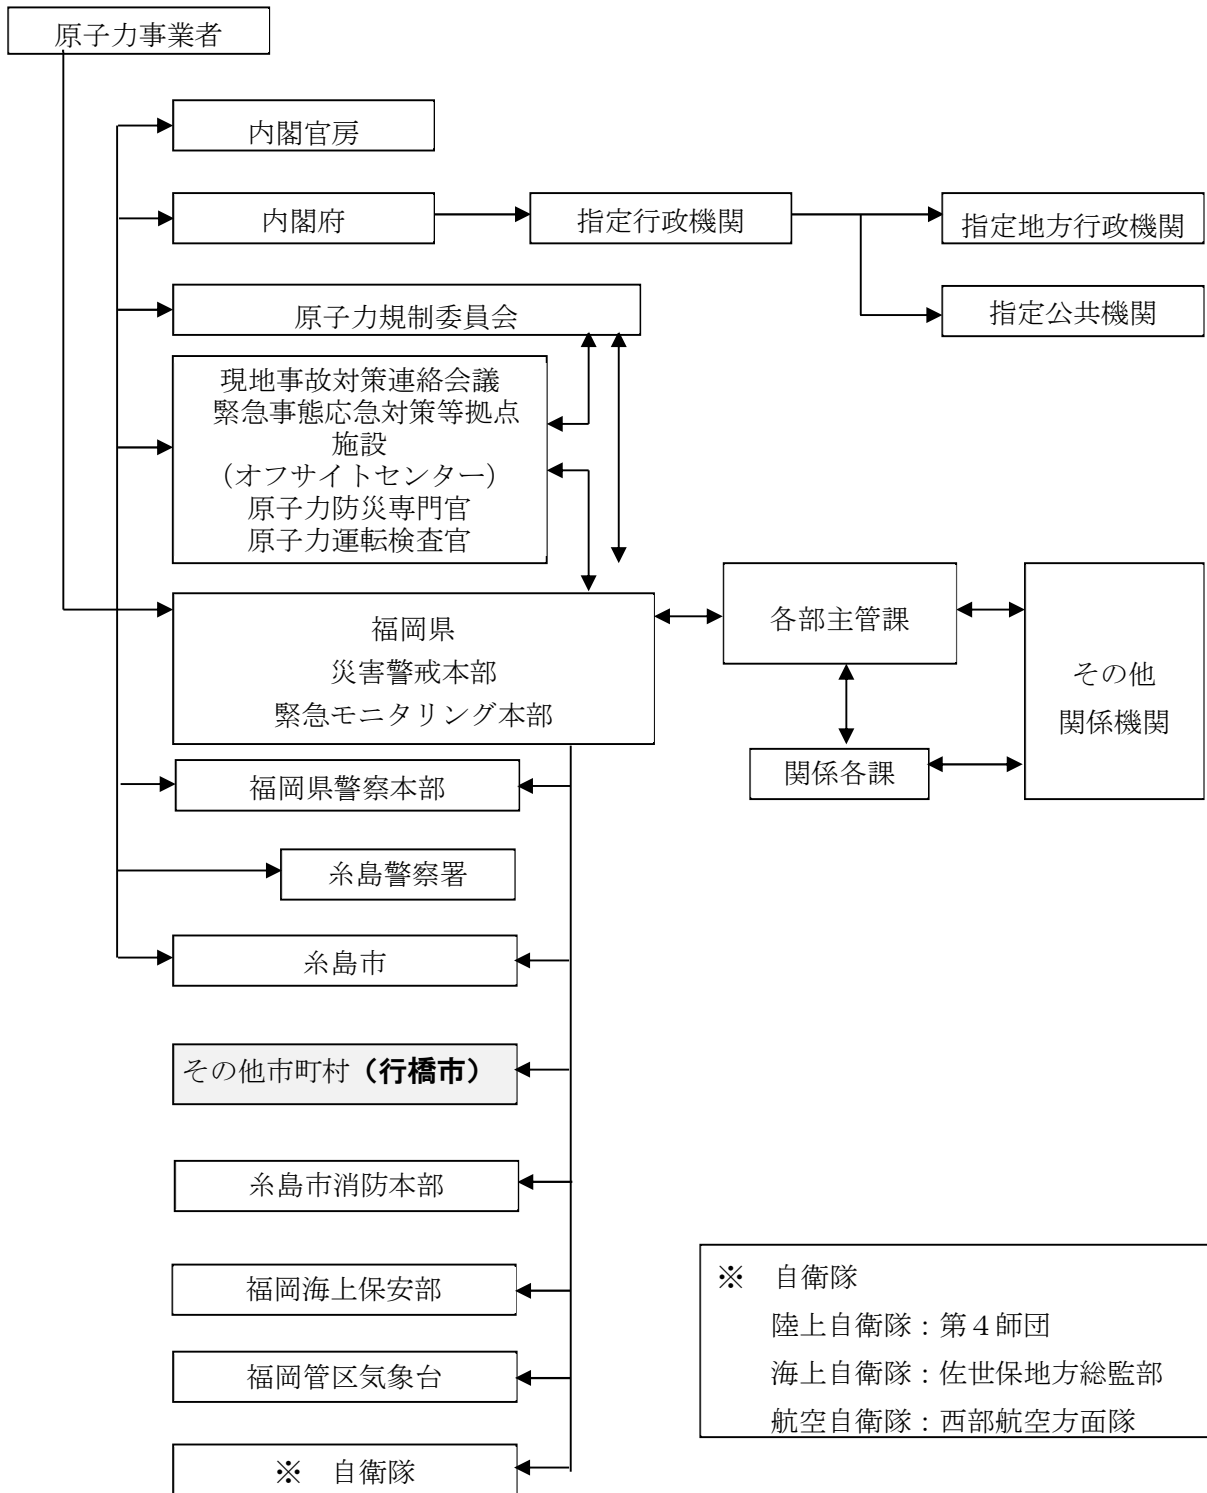 原子力事業者
内閣官房
内閣府
指定行政機関
指定地方行政機関
指定公共機関
原子力規制委員会
現地事故対策連絡会議
緊急事態応急対策等拠点
施設
（オフサイトセンター）
原子力防災専門官
原子力運転検査官
福岡県
災害警戒本部
緊急モニタリング本部
各部主管課
その他
関係機関
関係各課
福岡県警察本部
糸島警察署
糸島市
その他市町村（行橋市）
糸島市消防本部
福岡海上保安部
福岡管区気象台
※　自衛隊
※　自衛隊
陸上自衛隊：第４師団
海上自衛隊：佐世保地方総監部
航空自衛隊：西部航空方面隊